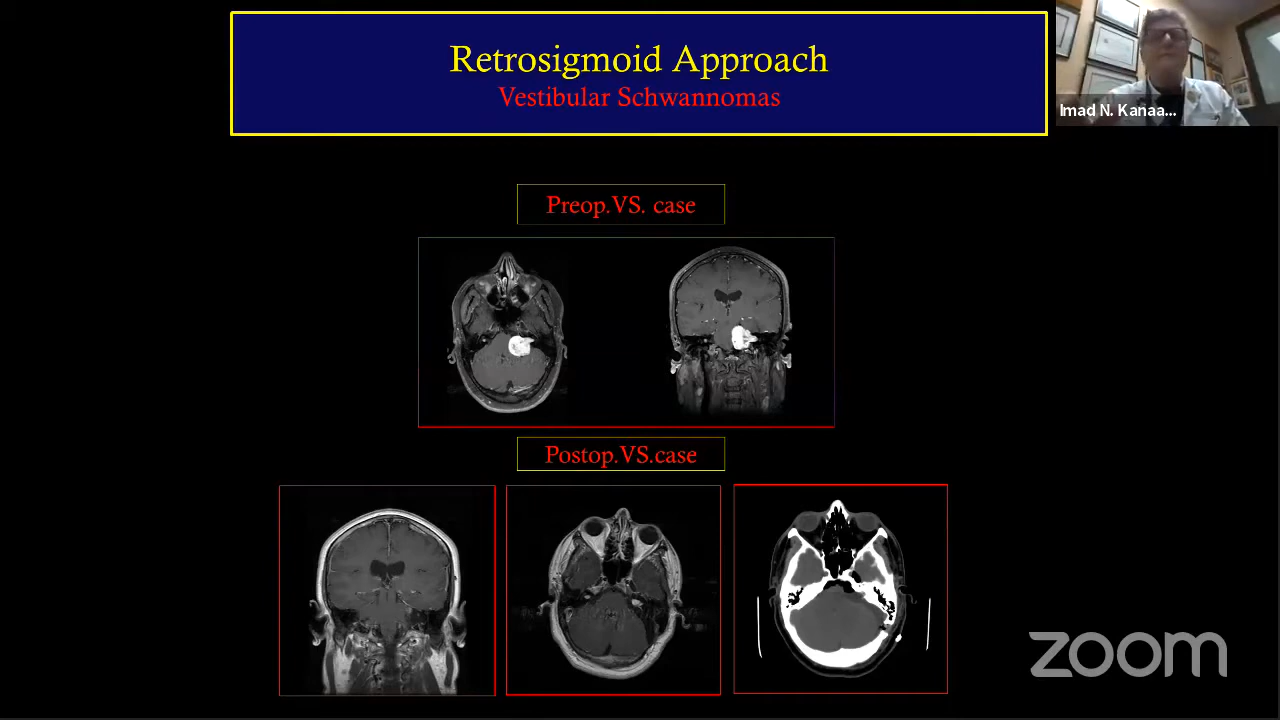 Retrosigmoid Approach
Vestibular Schwannomas
Imad N. Kanaa...
Preop.VS. case
Postop.VS.case
zoom